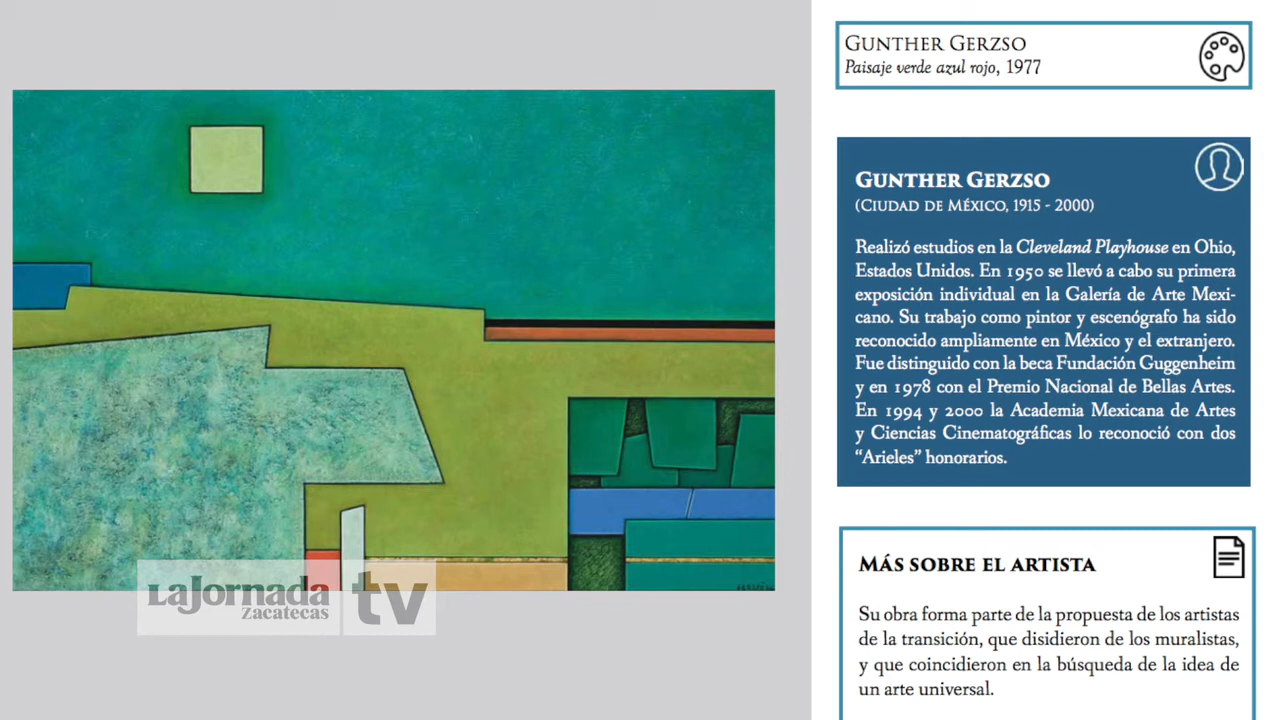 GUNTHER GERZSO
Paisaje verde azul rojo, 1977
GUNTHER GERZSO
(CIUDAD DE MÉXICO, 1915 - 2000)
Realizó estudios en la Cleveland Playhouse en Ohio,
Estados Unidos. En 1950 se llevó a cabo su primera
exposición individual en la Galería de Arte Mexi-
cano. Su trabajo como pintor y escenógrafo ha sido
reconocido ampliamente en México y el extranjero.
Fue distinguido con la beca Fundación Guggenheim
y en 1978 con el Premio Nacional de Bellas Artes.
En 1994 y 2000 la Academia Mexicana de Artes
y Ciencias Cinematográficas lo reconoció con dos
“Arieles” honorarios.
MÁS SOBRE EL ARTISTA
Su obra forma parte de la propuesta de los artistas
de la transición, que disidieron de los muralistas,
y que coincidieron en la búsqueda de la idea de
un arte universal.
LaJornada
Zacatecas
tv